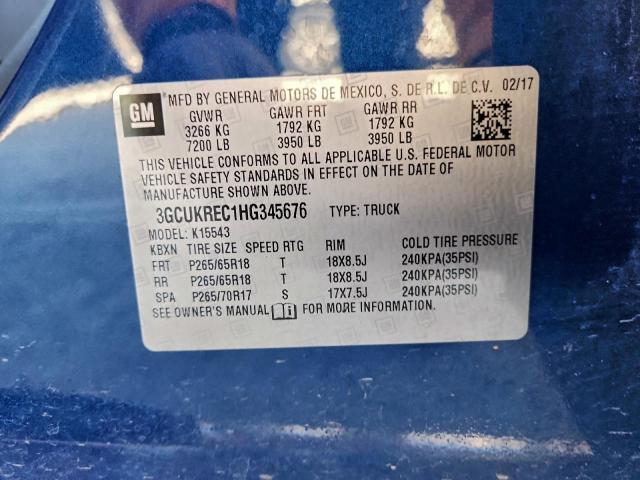 GM MFD BY GENERAL MOTORS DE MEXICO, S. DE R.L. DE C.V. 02/17
GVWR GAWR FRT GAWR RR
3266 KG 1792 KG 1792 KG
7200 LB 3950 LB 3950 LB
THIS VEHICLE CONFORMS TO ALL APPLICABLE U.S. FEDERAL MOTOR
VEHICLE SAFETY STANDARDS IN EFFECT ON THE DATE OF
MANUFACTURE SHOWN ABOVE.
3GCUKREC1HG345676 TYPE: TRUCK
MODEL: K15543
KBXN TIRE SIZE SPEED RTG RIM COLD TIRE PRESSURE
FRT P265/65R18 T 18X8.5J 240KPA(35PSI)
RR P265/65R18 T 18X8.5J 240KPA(35PSI)
SPA P265/70R17 S 17X7.5J 240KPA(35PSI)
SEE OWNER'S MANUAL FOR MORE INFORMATION.